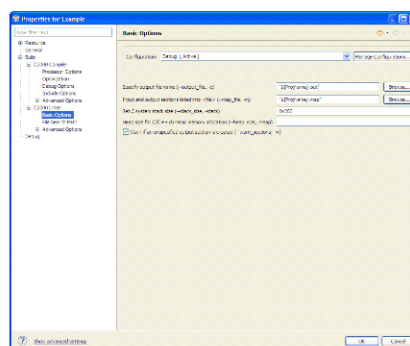 Properties for Example
type filter text
Resource
General
Build
C2000 Compiler
Processor Options
Optimization
Debug Options
Include Options
Advanced Options
C2000 Linker
Basic Options
File Search Path
Advanced Options
Debug
Basic Options
Configuration: Debug [ Active ]
Manage Configurations...
Specify output file name (--output_file, -o)
"${ProjName}.out"
Browse...
Input and output sections listed into <file> (--map_file, -m)
"${ProjName}.map"
Browse...
Set C system stack size (--stack_size, -stack)
0x300
Heap size for C/C++ dynamic memory allocation (--heap_size, -heap)
Warn if an unspecified output section is created (--warn_sections, -w)
Show advanced settings
OK
Cancel